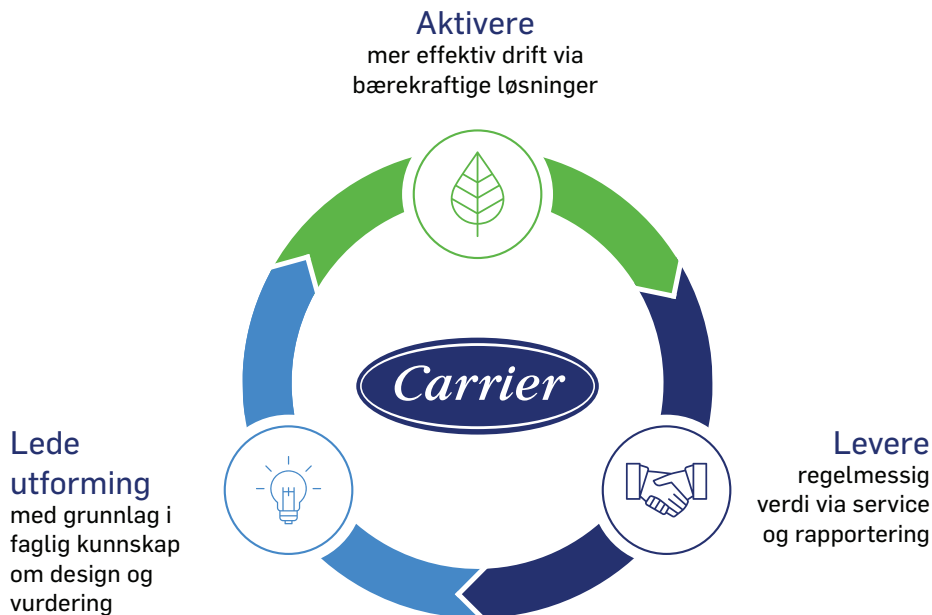 Aktivere
mer effektiv drift via
bærekraftige løsninger
Carrier
Lede
utforming
med grunnlag i
faglig kunnskap
om design og
vurdering
Levere
regelmessig
verdi via service
og rapportering